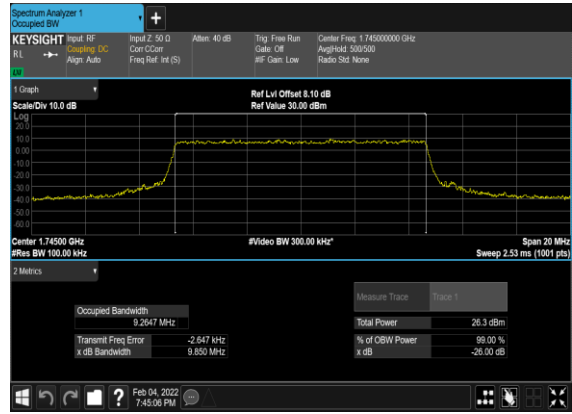 Spectrum Analyzer 1
Occupied BW
+
KEYSIGHT Input: RF Input Z: 50 Ω Atten: 40 dB Trig: Free Run Center Freq: 1.745000000 GHz
RL Coupling: DC Corr CCorr Gate: Off Avg|Hold: 500/500
Align: Auto Freq Ref: Int (S) #IF Gain: Low Radio Std: None
LW
1 Graph
Ref Lvl Offset 8.10 dB
Scale/Div 10.0 dB Ref Value 30.00 dBm
Log
20.0
10.0
0.00
-10.0
-20.0
-30.0
-40.0
-50.0
-60.0
Center 1.74500 GHz #Video BW 300.00 kHz* Span 20 MHz
#Res BW 100.00 kHz Sweep 2.53 ms (1001 pts)
2 Metrics
Measure Trace Trace 1
Occupied Bandwidth
9.2647 MHz Total Power 26.3 dBm
Transmit Freq Error -2.647 kHz % of OBW Power 99.00 %
x dB Bandwidth 9.850 MHz x dB -26.00 dB
? Feb 04, 2022
7:45:06 PM